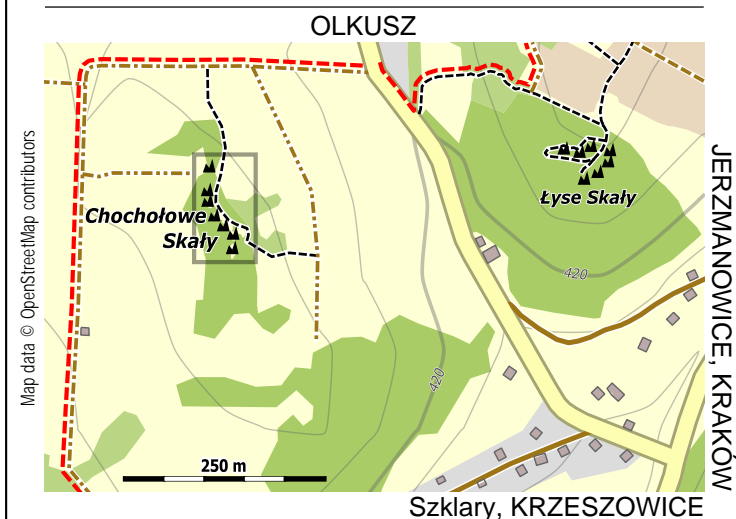 OLKUSZ
Map data © OpenStreetMap contributors
JERZMANOWICE, KRAKÓW
Łyse Skały
Chochołowe
Skały
420
420
250 m
Szklary, KRZESZOWICE